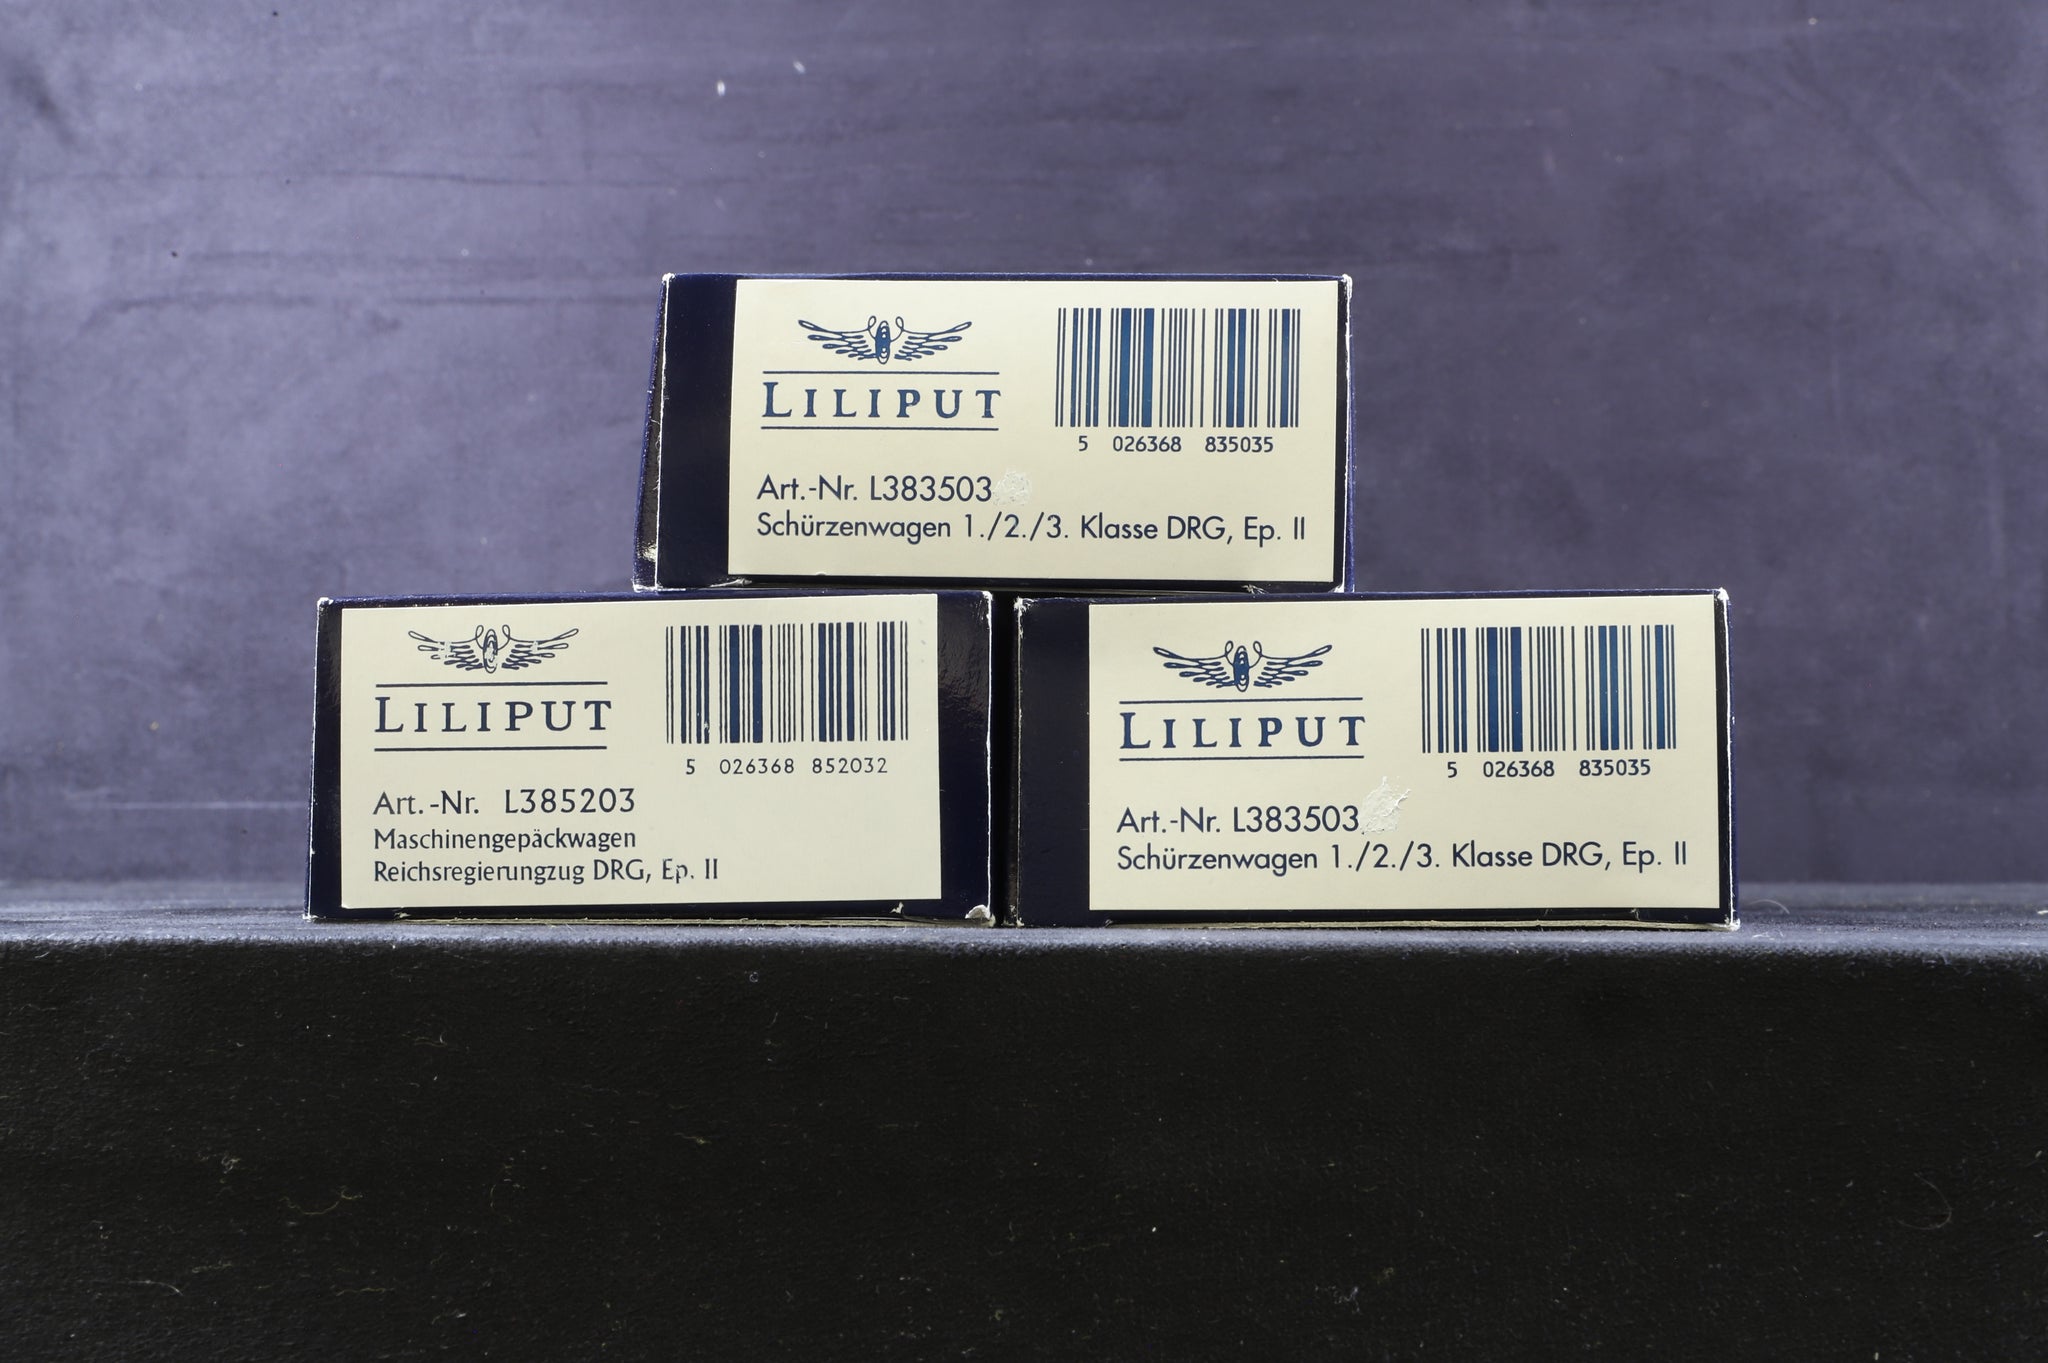 LILIPUT
5 026368 835035
Art.-Nr. L383503
Schürzenwagen 1./2./3. Klasse DRG, Ep. II
LILIPUT
5 026368 852032
Art.-Nr. L385203
Maschinengepäckwagen
Reichsregierungzug DRG, Ep. II
LILIPUT
5 026368 835035
Art.-Nr. L383503
Schürzenwagen 1./2./3. Klasse DRG, Ep. II